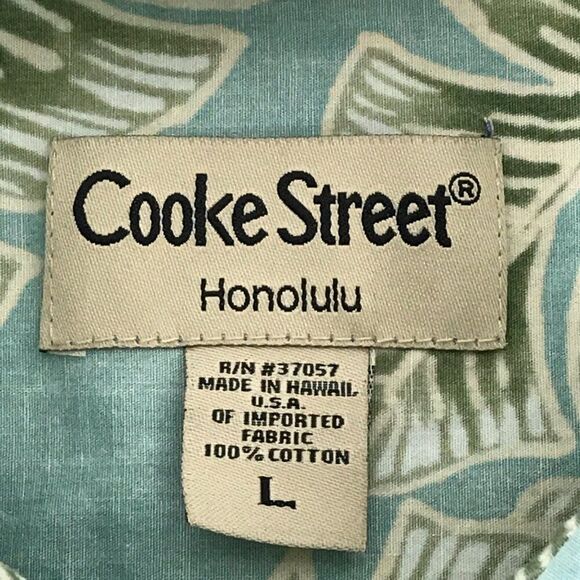 Cooke Street®
Honolulu
R/N #37057
MADE IN HAWAII,
U.S.A.
OF IMPORTED
FABRIC
100% COTTON
L